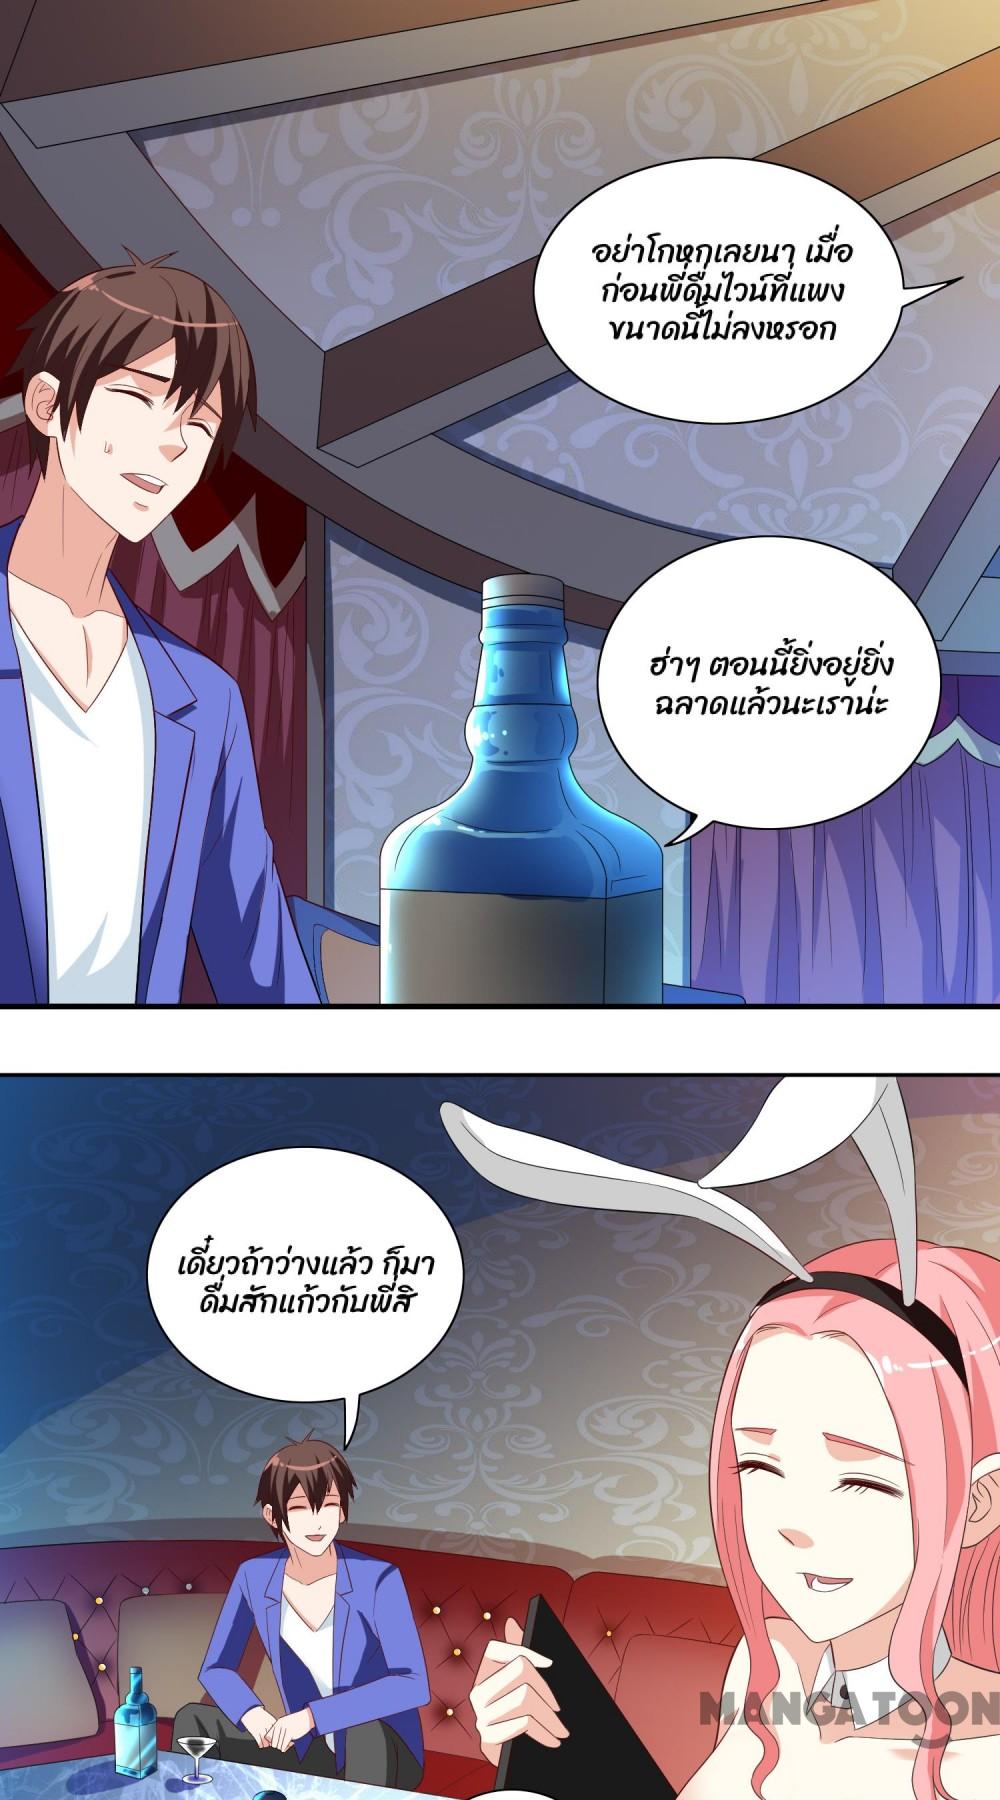 อย่าโกหกเลยนา เมื่อ
ก่อนพี่ดื่มไวน์ที่แพง
ขนาดนี้ไม่ลงหรอก
ฮ่าๆ ตอนนี้ยิ่งอยู่ยิ่ง
ฉลาดแล้วนะเราน่ะ
เดี๋ยวถ้าว่างแล้ว ก็มา
ดื่มสักแก้วกับพี่สิ
MANGATOON